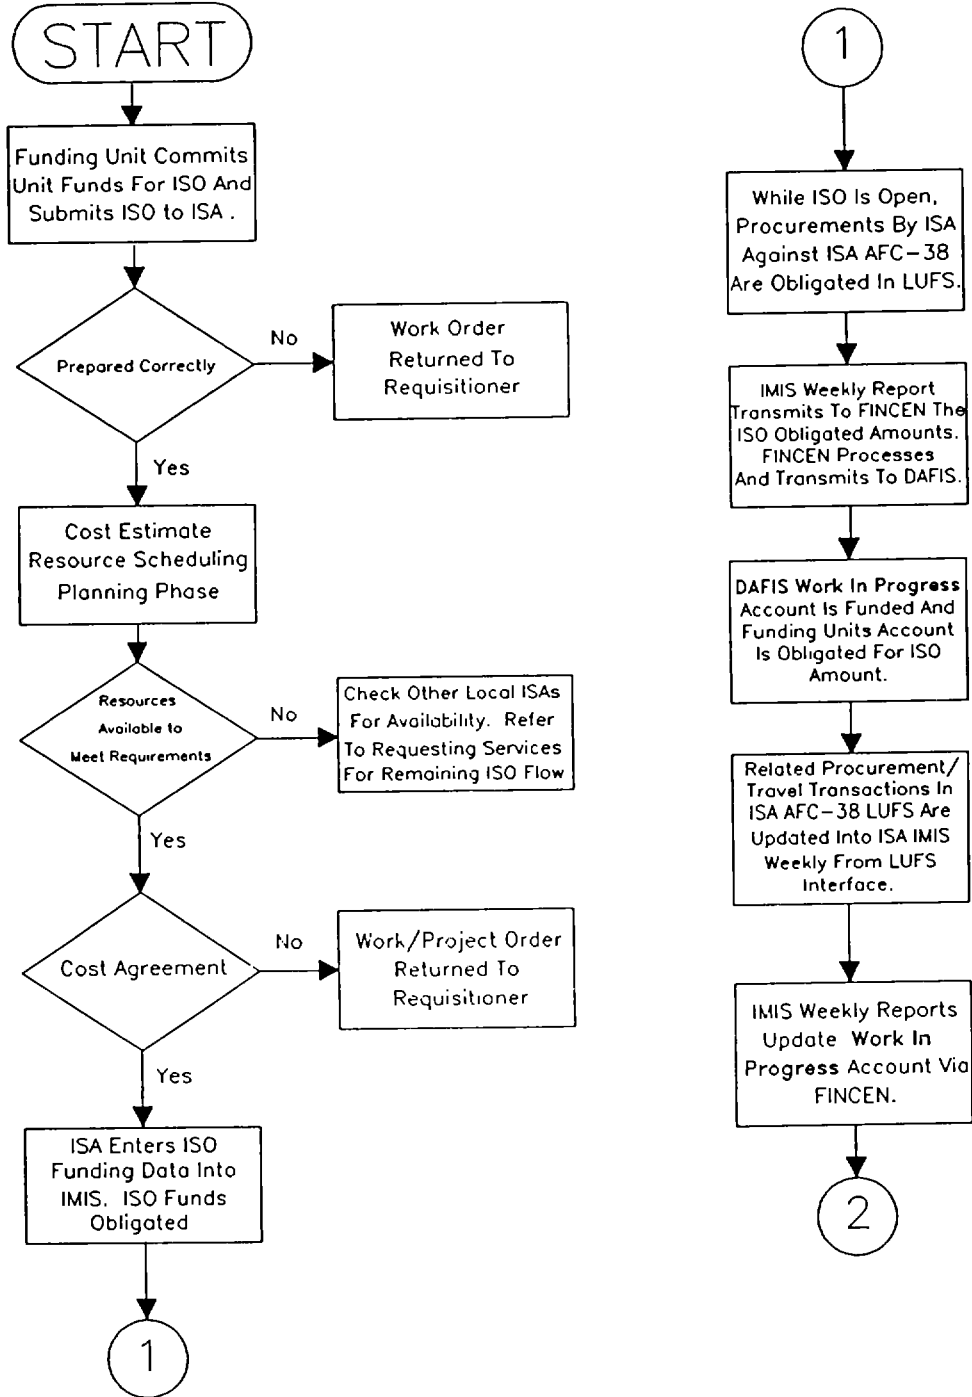 START
Funding Unit Commits
Unit Funds For ISO And
Submits ISO to ISA .
Prepared Correctly
No
Work Order
Returned To
Requisitioner
Yes
Cost Estimate
Resource Scheduling
Planning Phase
Resources
Available to
Meet Requirements
No
Check Other Local ISAs
For Availability. Refer
To Requesting Services
For Remaining ISO Flow
Yes
Cost Agreement
No
Work/Project Order
Returned To
Requisitioner
Yes
ISA Enters ISO
Funding Data Into
IMIS. ISO Funds
Obligated
1
1
While ISO Is Open,
Procurements By ISA
Against ISA AFC-38
Are Obligated In LUFS.
IMIS Weekly Report
Transmits To FINCEN The
ISO Obligated Amounts.
FINCEN Processes
And Transmits To DAFIS.
DAFIS Work In Progress
Account Is Funded And
Funding Units Account
Is Obligated For ISO
Amount.
Related Procurement/
Travel Transactions In
ISA AFC-38 LUFS Are
Updated Into ISA IMIS
Weekly From LUFS
Interface.
IMIS Weekly Reports
Update Work In
Progress Account Via
FINCEN.
2